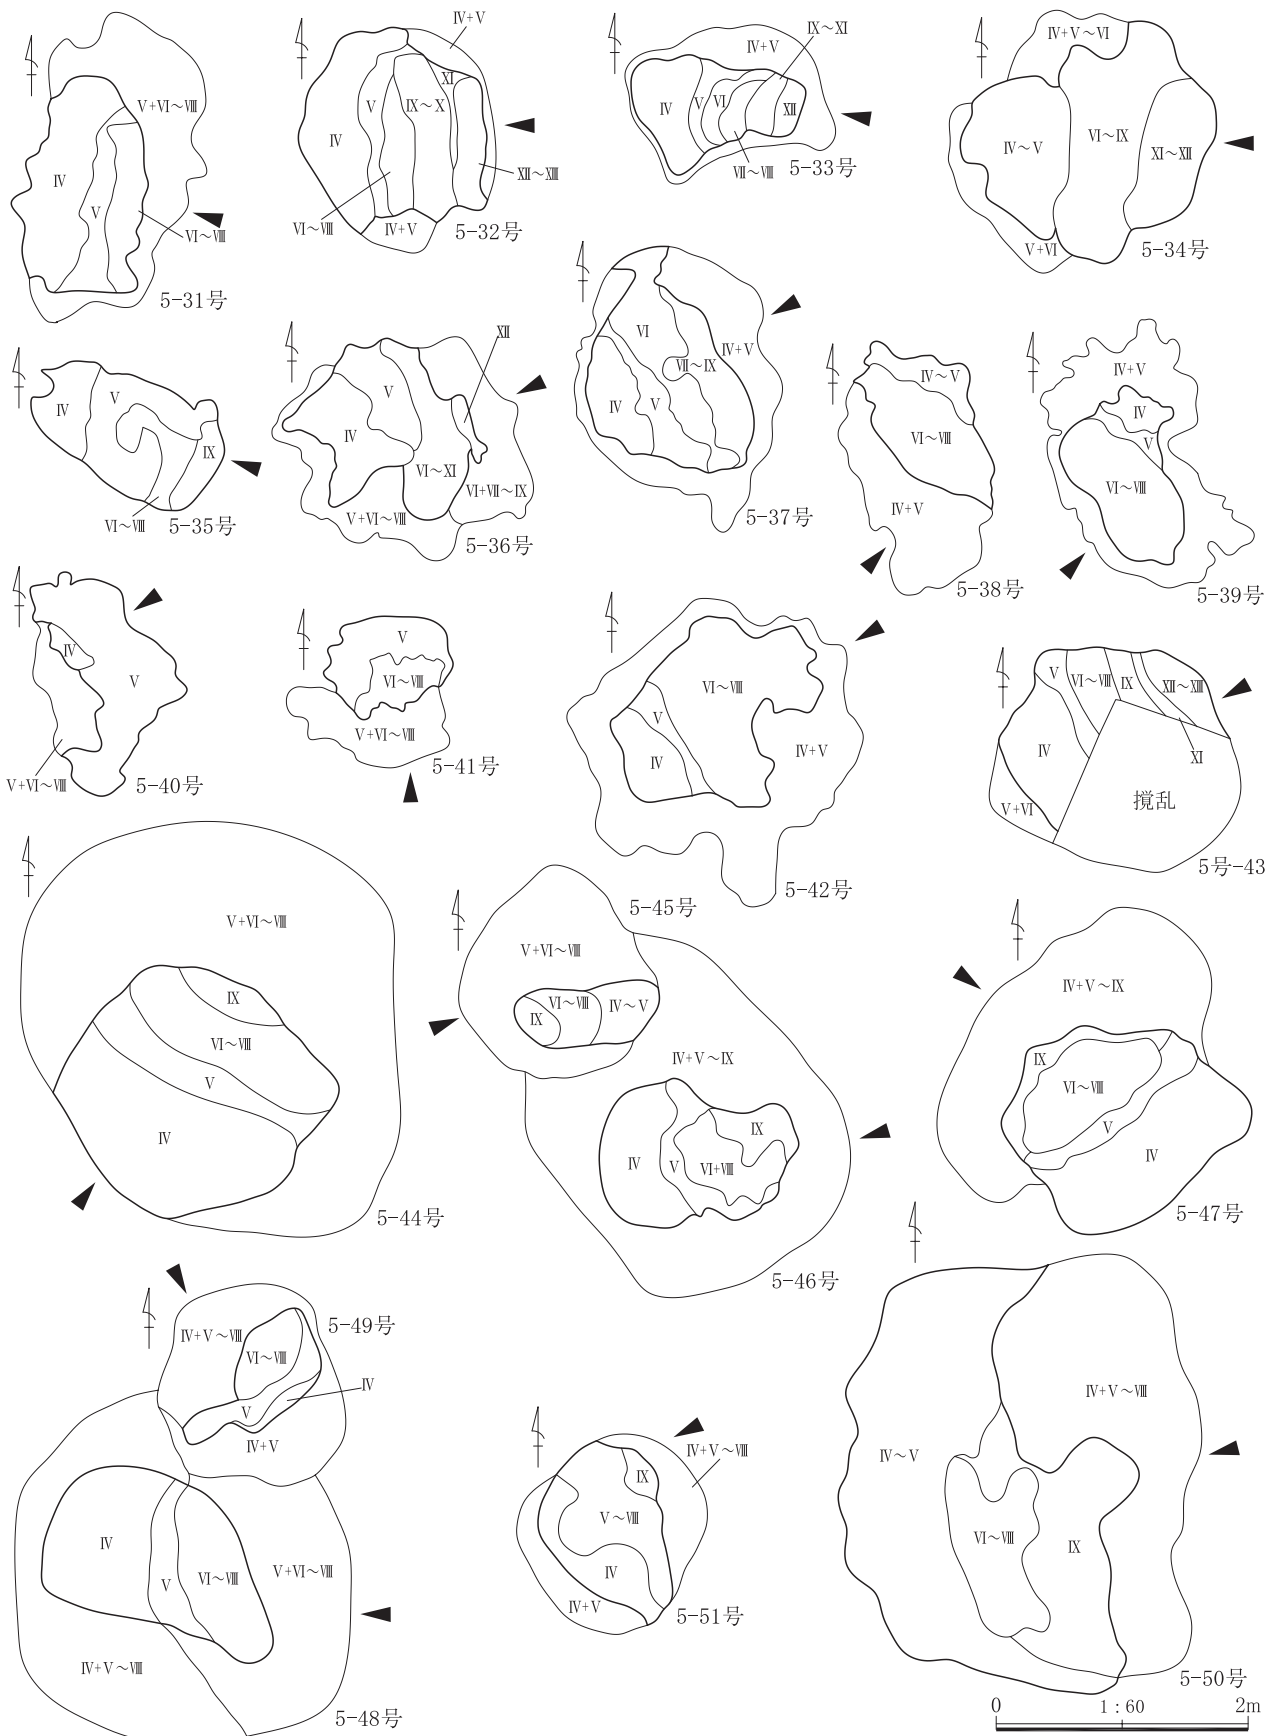 V+Ⅵ～Ⅷ
Ⅳ
V
Ⅵ～Ⅷ
5-31号
Ⅳ+V
Ⅳ
V
Ⅸ～X
Ⅺ
Ⅻ～XIII
Ⅵ～Ⅷ
Ⅳ+V
5-32号
Ⅸ～Ⅺ
Ⅳ+V
Ⅳ
V
Ⅵ
Ⅻ
Ⅶ～Ⅷ
5-33号
Ⅳ+V～Ⅵ
Ⅳ～V
Ⅵ～Ⅸ
Ⅺ～Ⅻ
V+Ⅵ
5-34号
Ⅳ
V
Ⅸ
Ⅵ～Ⅷ
5-35号
Ⅻ
V
Ⅳ
Ⅵ～Ⅺ
Ⅵ+Ⅶ～Ⅸ
V+Ⅵ～Ⅷ
5-36号
Ⅵ
Ⅳ+V
Ⅶ～Ⅸ
Ⅳ
V
5-37号
Ⅳ～V
Ⅵ～Ⅷ
Ⅳ+V
5-38号
Ⅳ+V
Ⅳ
V
Ⅵ～Ⅷ
5-39号
Ⅳ
V
V+Ⅵ～Ⅷ
5-40号
V
Ⅵ～Ⅷ
V+Ⅵ～Ⅷ
5-41号
Ⅵ～Ⅷ
V
Ⅳ
Ⅳ+V
5-42号
V
Ⅵ～Ⅷ
Ⅸ
Ⅻ～XIII
Ⅳ
Ⅺ
V+Ⅵ
撹乱
5号-43
V+Ⅵ～Ⅷ
Ⅸ
Ⅵ～Ⅷ
V
Ⅳ
5-44号
5-45号
V+Ⅵ～Ⅷ
Ⅵ～Ⅷ
Ⅳ～V
Ⅸ
Ⅳ+V～Ⅸ
Ⅸ
Ⅳ
V
Ⅵ+Ⅷ
5-46号
Ⅳ+V～Ⅸ
Ⅸ
Ⅵ～Ⅷ
V
Ⅳ
5-47号
5-49号
Ⅳ+V～Ⅷ
Ⅵ～Ⅷ
Ⅳ
V
Ⅳ+V
Ⅳ
V
Ⅵ～Ⅷ
V+Ⅵ～Ⅷ
Ⅳ+V～Ⅷ
5-48号
Ⅳ+V～Ⅷ
Ⅸ
V～Ⅷ
Ⅳ
Ⅳ+V
5-51号
Ⅳ+V～Ⅷ
Ⅳ～V
Ⅵ～Ⅷ
Ⅸ
5-50号
0 1:60 2m